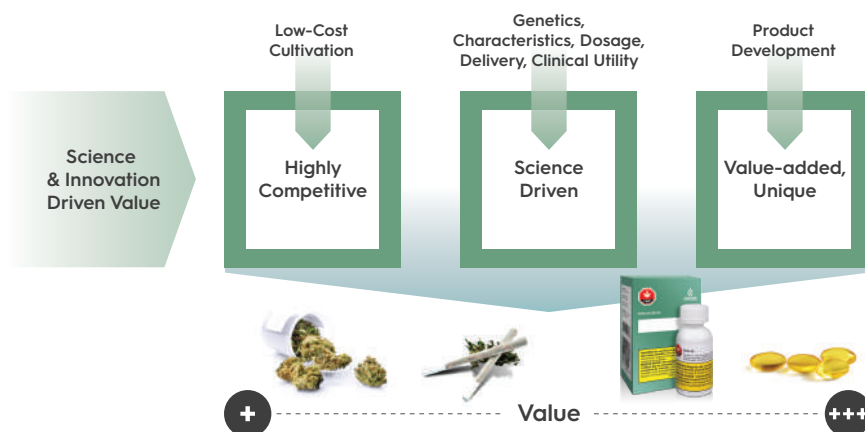 Low-Cost
Cultivation
Genetics,
Characteristics, Dosage,
Delivery, Clinical Utility
Product
Development
Science
& Innovation
Driven Value
Highly
Competitive
Science
Driven
Value-added,
Unique
+
Value
+++